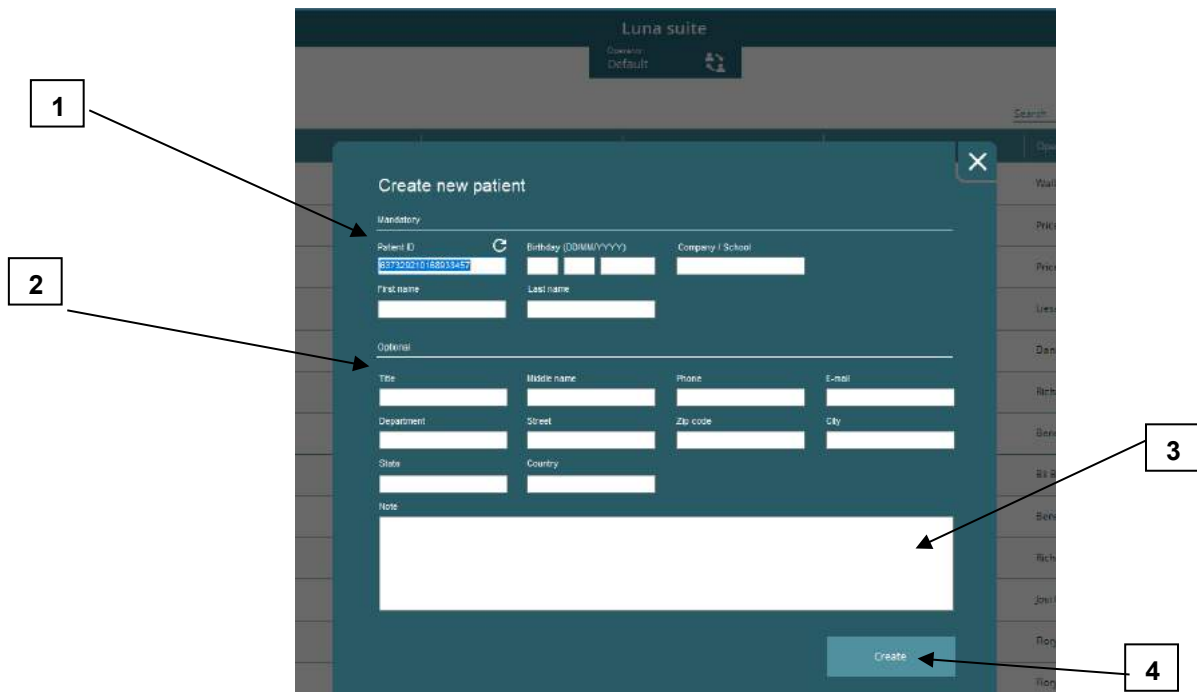 Luna suite
Operator
Default
1
Search
Create new patient
Mandatory
Patient ID Birthday (DD/MM/YYYY) Company / School
637329210168933457
First name Last name
2
Optional
Title Middle name Phone E-mail
Department Street Zip code City
State Country
3
Note
Create
4